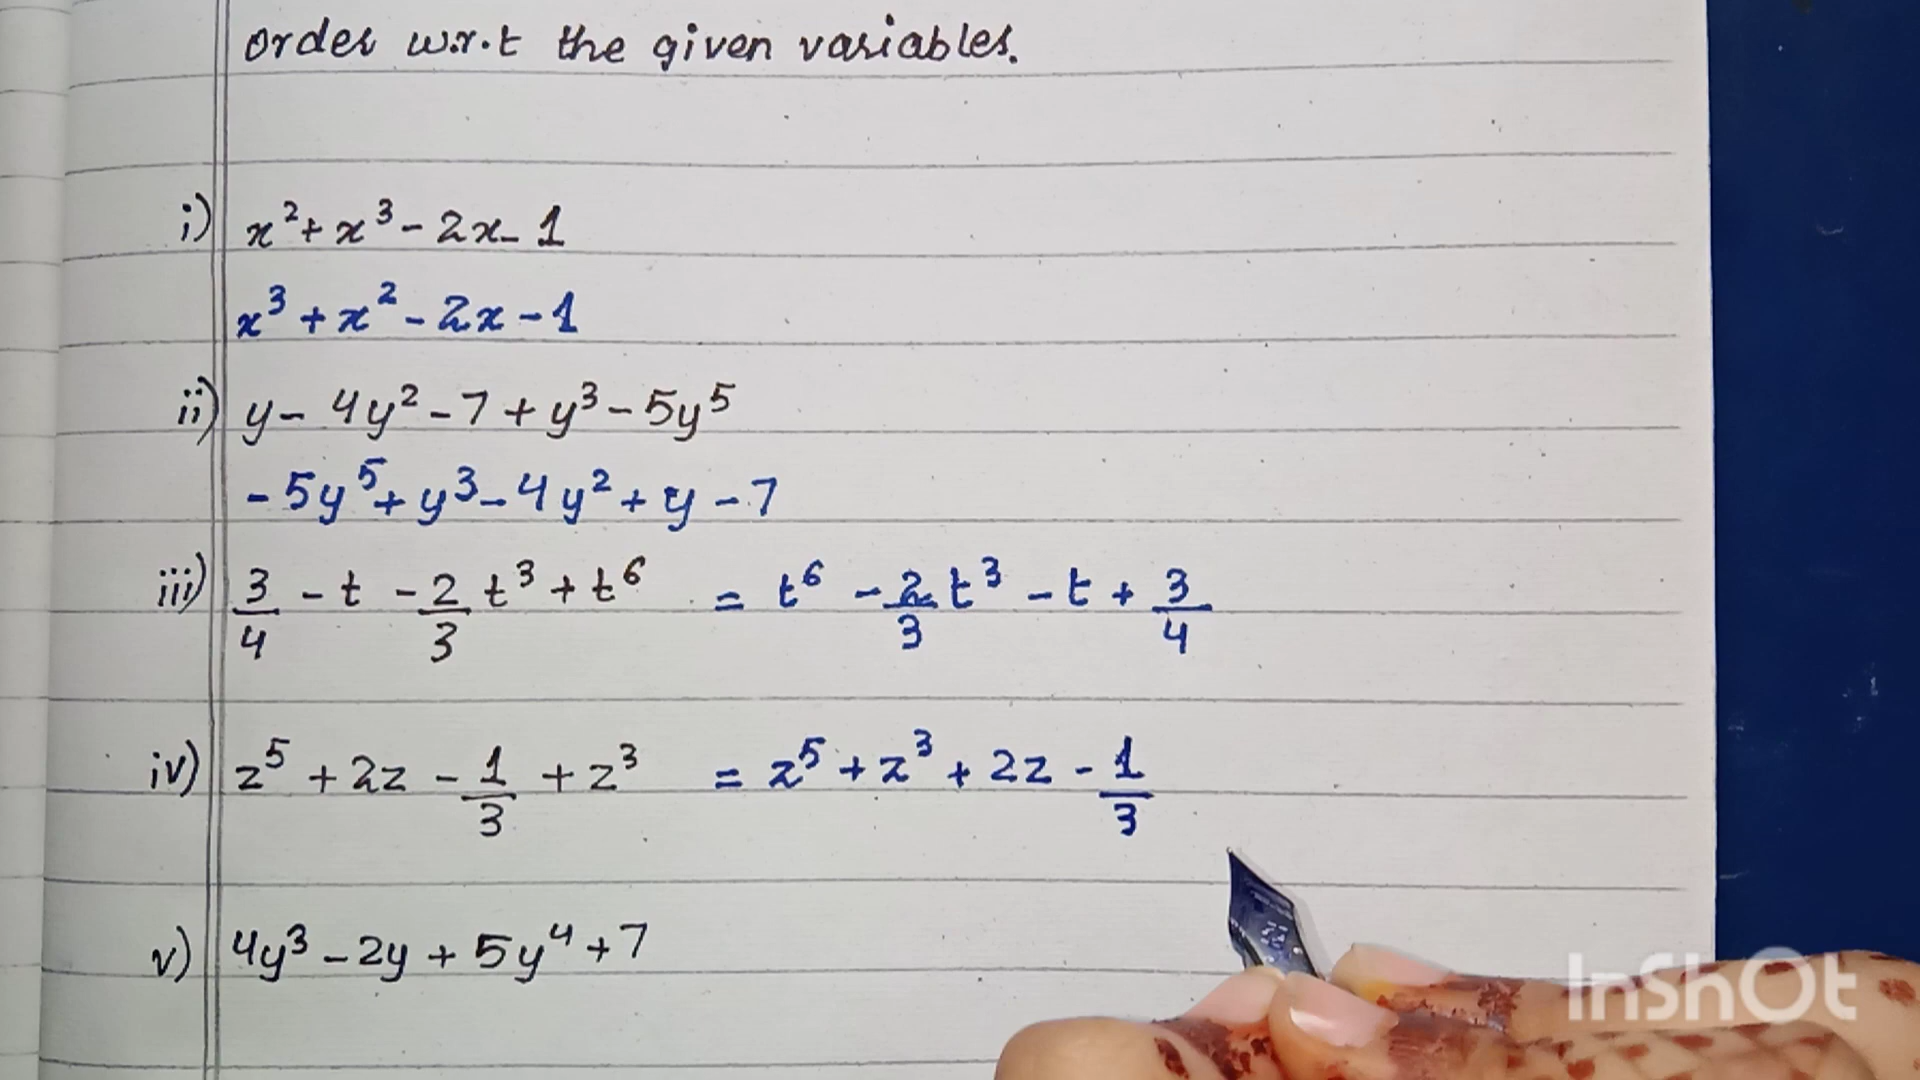 order w.r.t the given variables.
i) x² + x³ - 2x - 1
x³ + x² - 2x - 1
ii) y - 4y² - 7 + y³ - 5y⁵
- 5y⁵ + y³ - 4y² + y - 7
iii) 3/4 - t - 2/3 t³ + t⁶ = t⁶ - 2/3 t³ - t + 3/4
iv) z⁵ + 2z - 1/3 + z³ = z⁵ + z³ + 2z - 1/3
v) 4y³ - 2y + 5y⁴ + 7
InShOt